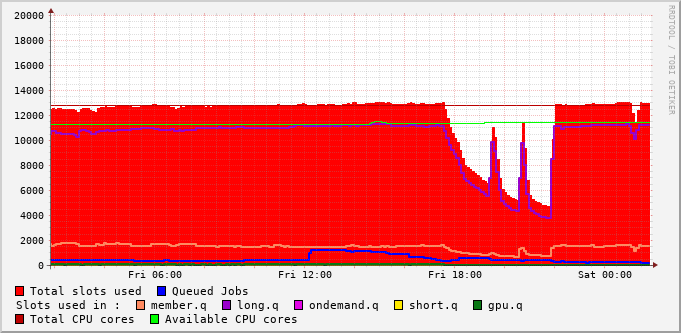 RRDTOOL / TOBI OETIKER
20000
18000
16000
14000
12000
10000
8000
6000
4000
2000
0
Fri 06:00 Fri 12:00 Fri 18:00 Sat 00:00
Total slots used Queued Jobs
Slots used in : member.q long.q ondemand.q short.q gpu.q
Total CPU cores Available CPU cores